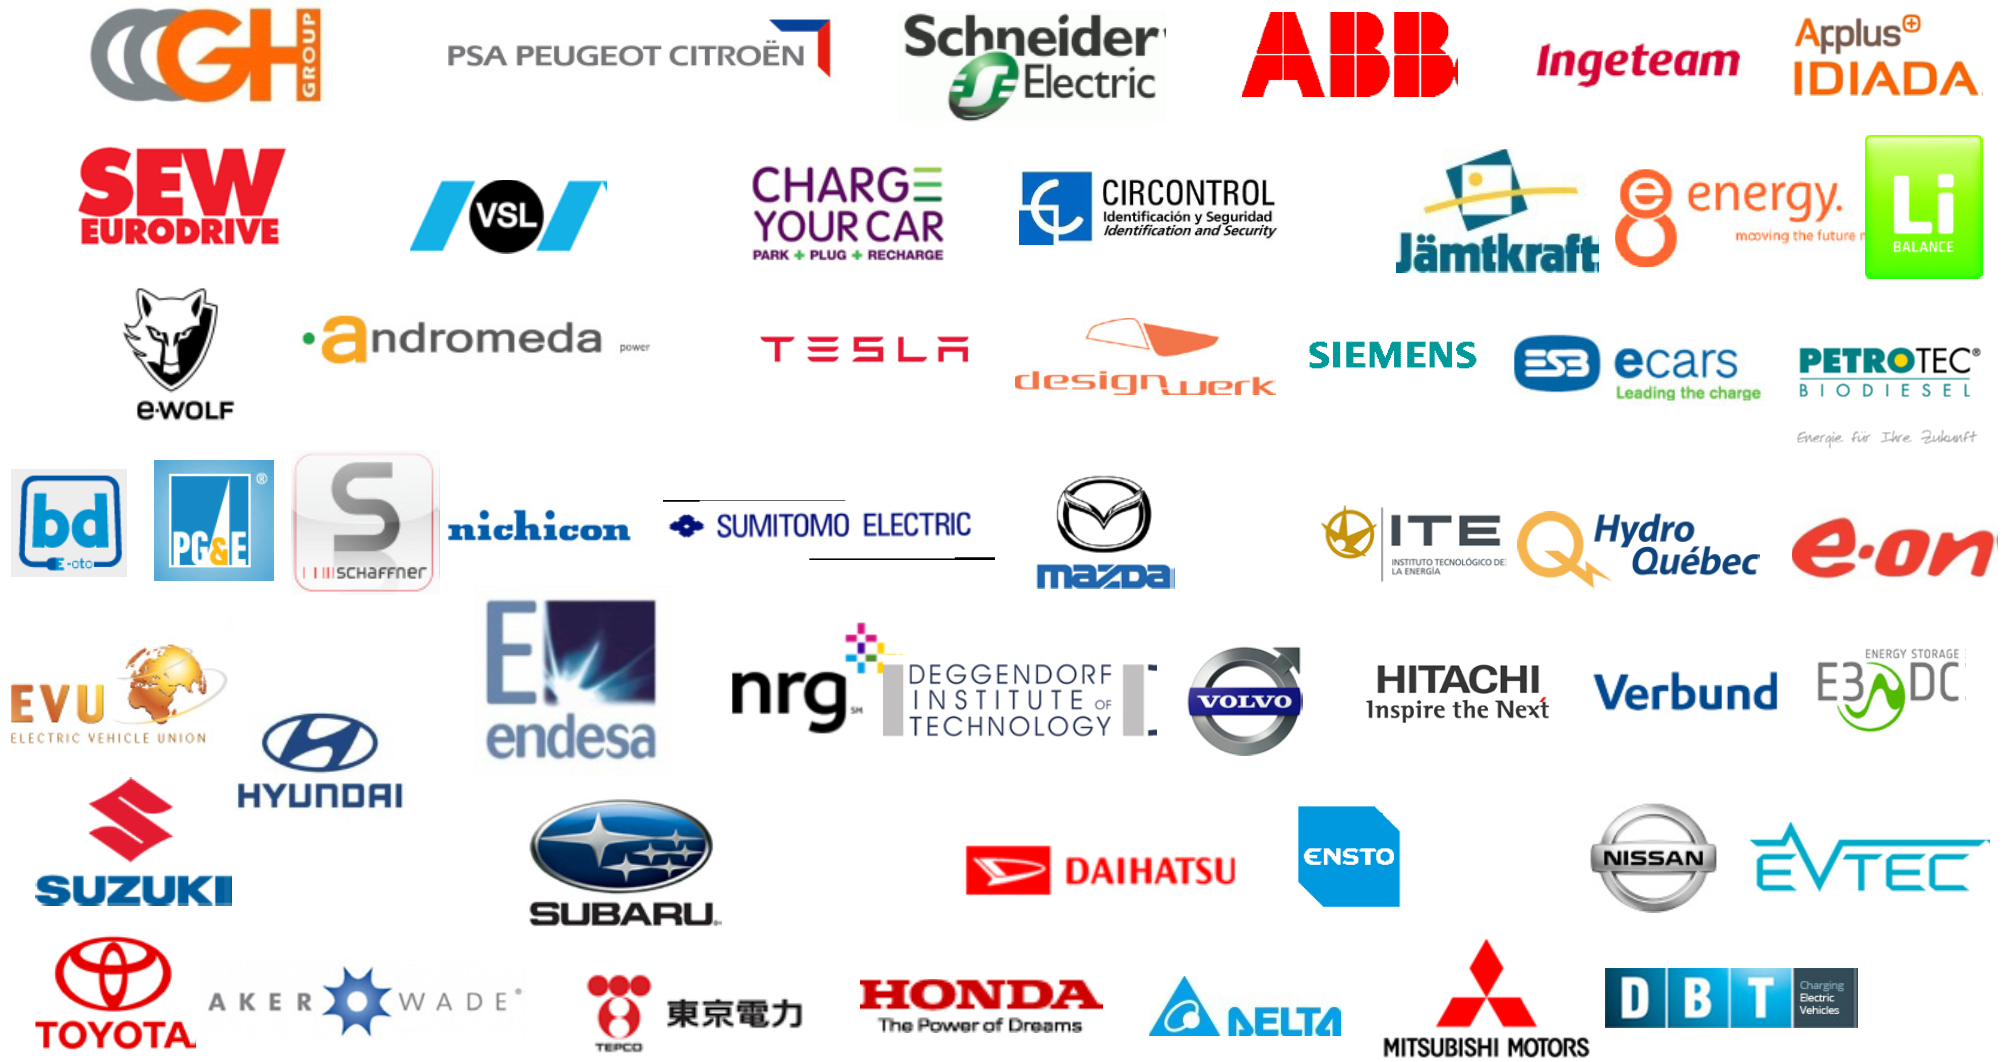 CCGH GROUP
PSA PEUGEOT CITROËN
Schneider
Electric
ABB
Ingeteam
Applus+
IDIADA
SEW
EURODRIVE
VSL
CHARGE
YOUR CAR
PARK + PLUG + RECHARGE
CIRCONTROL
Identificación y Seguridad
Identification and Security
Jämtkraft
e8 energy.
mooving the future
Li
BALANCE
e-WOLF
andromeda power
TESLA
designwerk
SIEMENS
ESB ecars
Leading the charge
PETROTEC®
BIODIESEL
Energie für Ihre Zukunft
bd
E-oto
PG&E®
S
SCHAFFNER
nichicon
SUMITOMO ELECTRIC
mazda
ITE
INSTITUTO TECNOLÓGICO DE
LA ENERGÍA
Hydro
Québec
e·on
EVU
ELECTRIC VEHICLE UNION
HYUNDAI
E
endesa
nrg SM
DEGGENDORF
INSTITUTE OF
TECHNOLOGY
VOLVO
HITACHI
Inspire the Next
Verbund
ENERGY STORAGE
E3DC
SUZUKI
SUBARU
DAIHATSU
ENSTO
NISSAN
EVTEC
TOYOTA
AKER WADE®
TEPCO
東京電力
HONDA
The Power of Dreams
DELTA
MITSUBISHI MOTORS
DBT
Charging
Electric
Vehicles